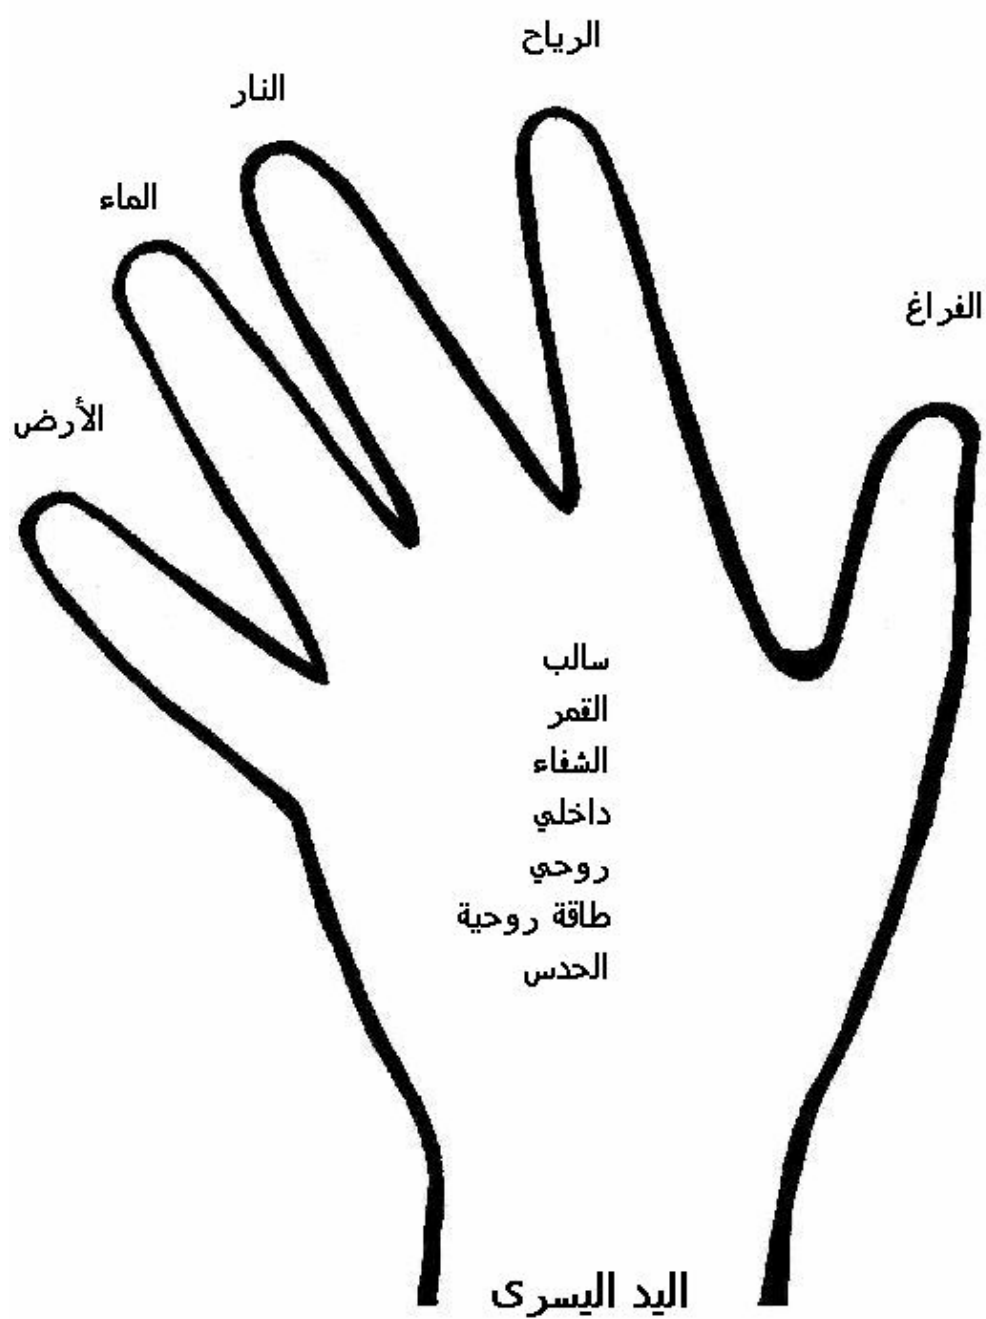 الرياح
النار
الماء
الفراغ
الأرض
سالب
القمر
الشفاء
داخلي
روحي
طاقة روحية
الحدس
اليد اليسرى